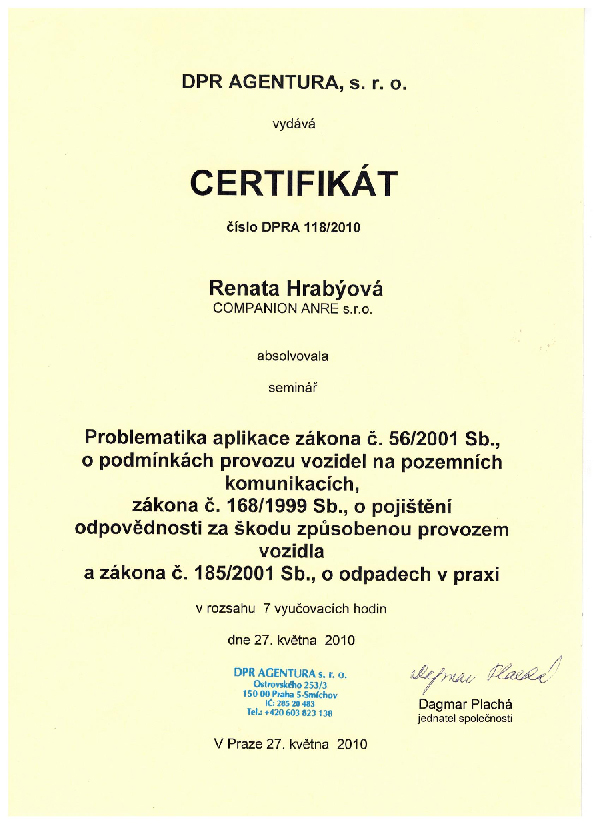 DPR AGENTURA, s. r. o.
vydává
CERTIFIKÁT
číslo DPRA 118/2010
Renata Hrabýová
COMPANION ANRE s.r.o.
absolvovala
seminář
Problematika aplikace zákona č. 56/2001 Sb.,
o podmínkách provozu vozidel na pozemních
komunikacích,
zákona č. 168/1999 Sb., o pojištění
odpovědnosti za škodu způsobenou provozem
vozidla
a zákona č. 185/2001 Sb., o odpadech v praxi
v rozsahu 7 vyučovacích hodin
dne 27. května 2010
DPR AGENTURA s. r. o.
Ostrovského 253/3
150 00 Praha 5-Smíchov
IČ: 285 20 483
Tel.: +420 603 823 138
Dagmar Plachá
Dagmar Plachá
jednatel společnosti
V Praze 27. května 2010